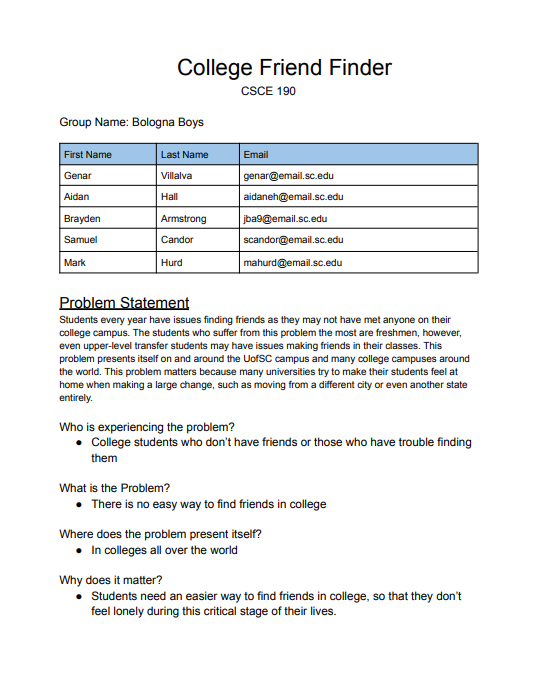 College Friend Finder
CSCE 190
Group Name: Bologna Boys
First Name Last Name Email
Genar Villalva genar@email.sc.edu
Aidan Hall aidaneh@email.sc.edu
Brayden Armstrong jba9@email.sc.edu
Samuel Candor scandor@email.sc.edu
Mark Hurd mahurd@email.sc.edu
Problem Statement
Students every year have issues finding friends as they may not have met anyone on their
college campus. The students who suffer from this problem the most are freshmen, however,
even upper-level transfer students may have issues making friends in their classes. This
problem presents itself on and around the UofSC campus and many college campuses around
the world. This problem matters because many universities try to make their students feel at
home when making a large change, such as moving from a different city or even another state
entirely.
Who is experiencing the problem?
● College students who don’t have friends or those who have trouble finding
them
What is the Problem?
● There is no easy way to find friends in college
Where does the problem present itself?
● In colleges all over the world
Why does it matter?
● Students need an easier way to find friends in college, so that they don’t
feel lonely during this critical stage of their lives.